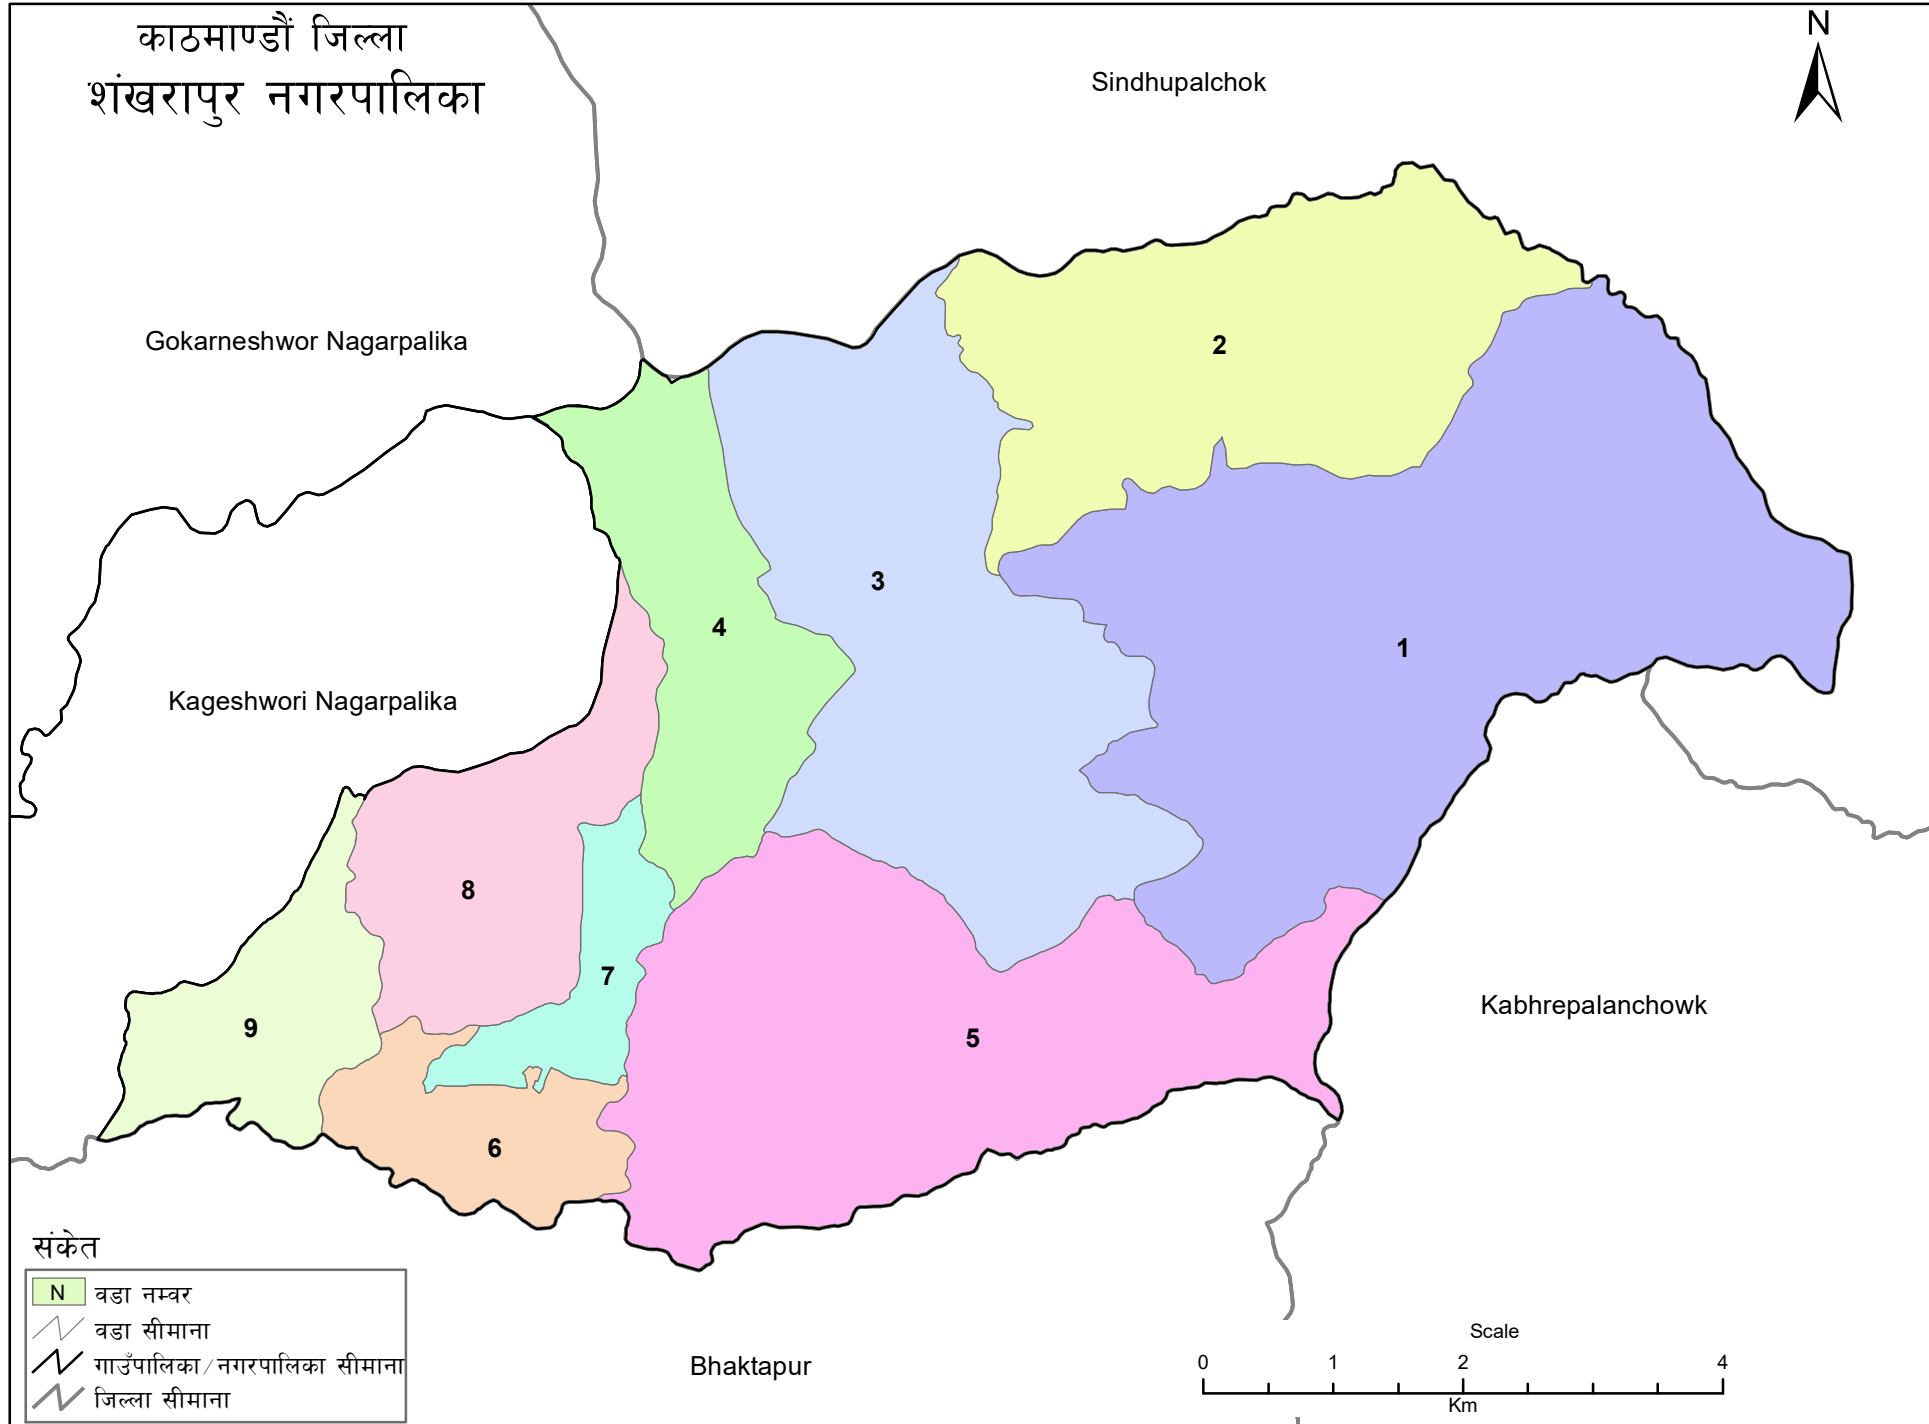 काठमाण्डौं जिल्ला
शंखरापुर नगरपालिका
N
Sindhupalchok
Gokarneshwor Nagarpalika
2
3
4
1
Kageshwori Nagarpalika
8
7
9
5
Kabhrepalanchowk
6
संकेत
N वडा नम्वर
वडा सीमाना
गाउँपालिका/नगरपालिका सीमाना
जिल्ला सीमाना
Bhaktapur
Scale
0 1 2 4
Km